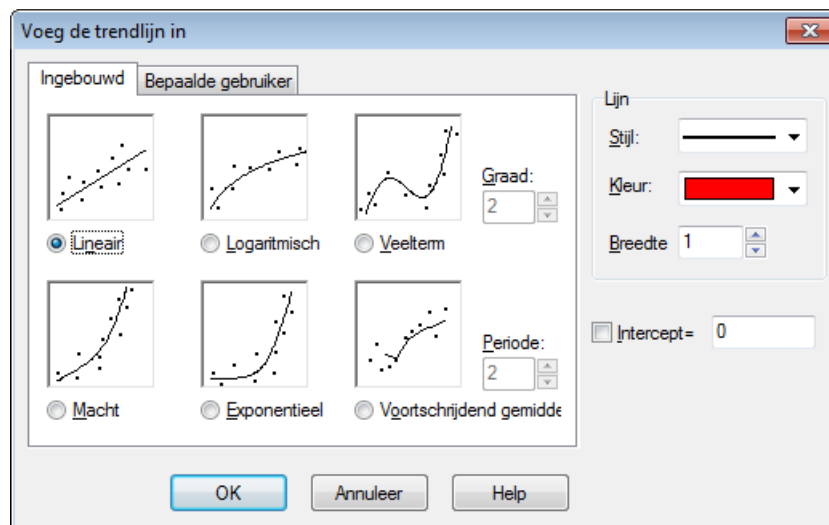 Voeg de trendlijn in
Ingebouwd
Bepaalde gebruiker
Lineair
Logaritmisch
Veelterm
Graad:
2
Macht
Exponentieel
Voortschrijdend gemidde
Periode:
2
Lijn
Stijl:
Kleur:
Breedte
1
Intercept=
0
OK
Annuleer
Help